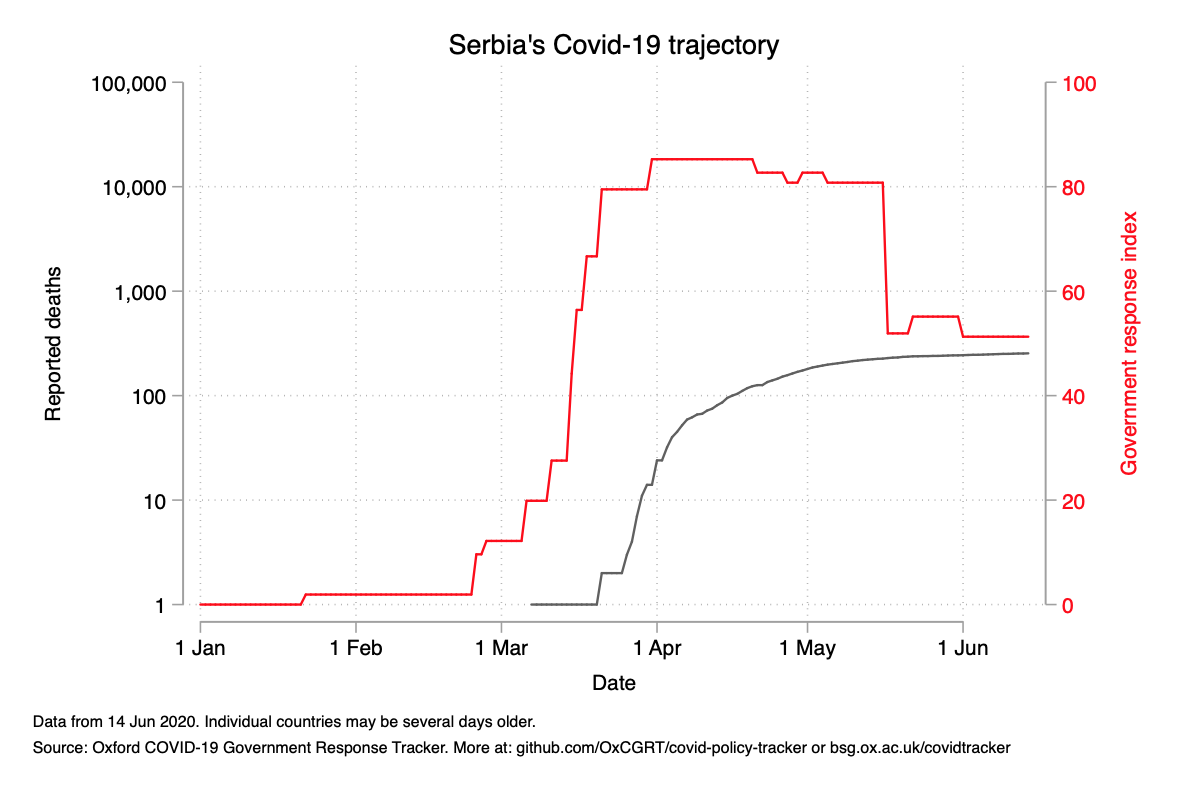 Serbia's Covid-19 trajectory
100,000
10,000
1,000
100
10
1
Reported deaths
100
80
60
40
20
0
Government response index
1 Jan
1 Feb
1 Mar
1 Apr
1 May
1 Jun
Date
Data from 14 Jun 2020. Individual countries may be several days older.
Source: Oxford COVID-19 Government Response Tracker. More at: github.com/OxCGRT/covid-policy-tracker or bsg.ox.ac.uk/covidtracker